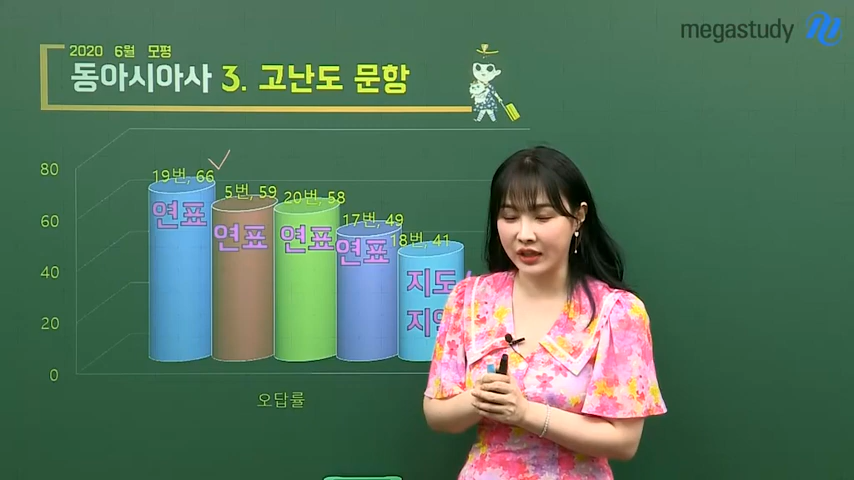 megastudy
2020 6월 모평
동아시아사 3. 고난도 문항
80
60
40
20
0
19번, 66
5번, 59
20번, 58
17번, 49
18번, 41
연표
연표
연표
연표
지도
오답률